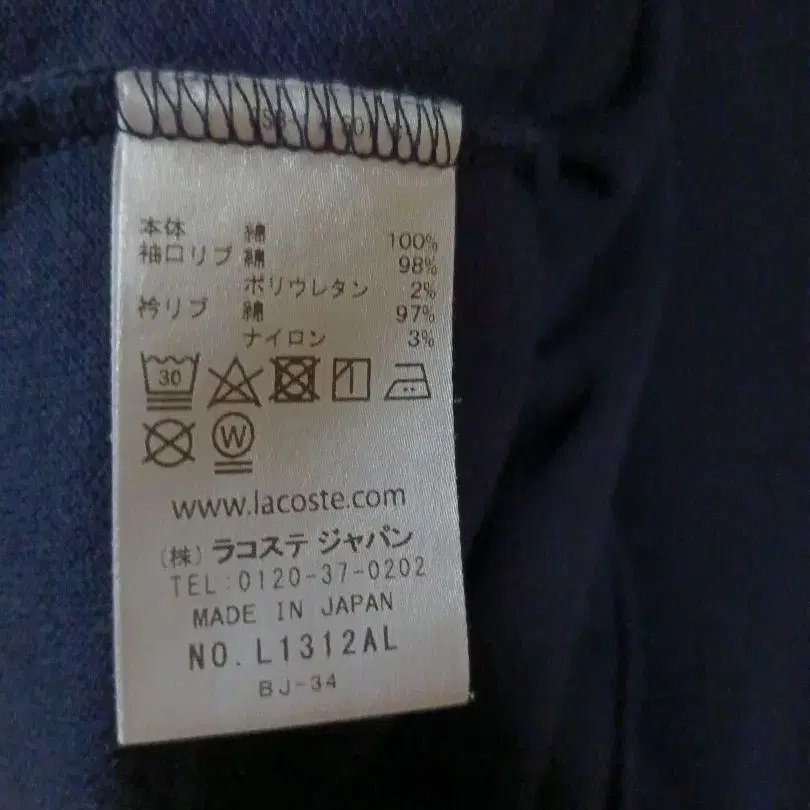 本体 綿 100%
袖口リブ 綿 98%
ポリウレタン 2%
衿リブ 綿 97%
ナイロン 3%
30
W
www.lacoste.com
(株) ラコステ ジャパン
TEL:0120-37-0202
MADE IN JAPAN
NO. L1312AL
BJ-34